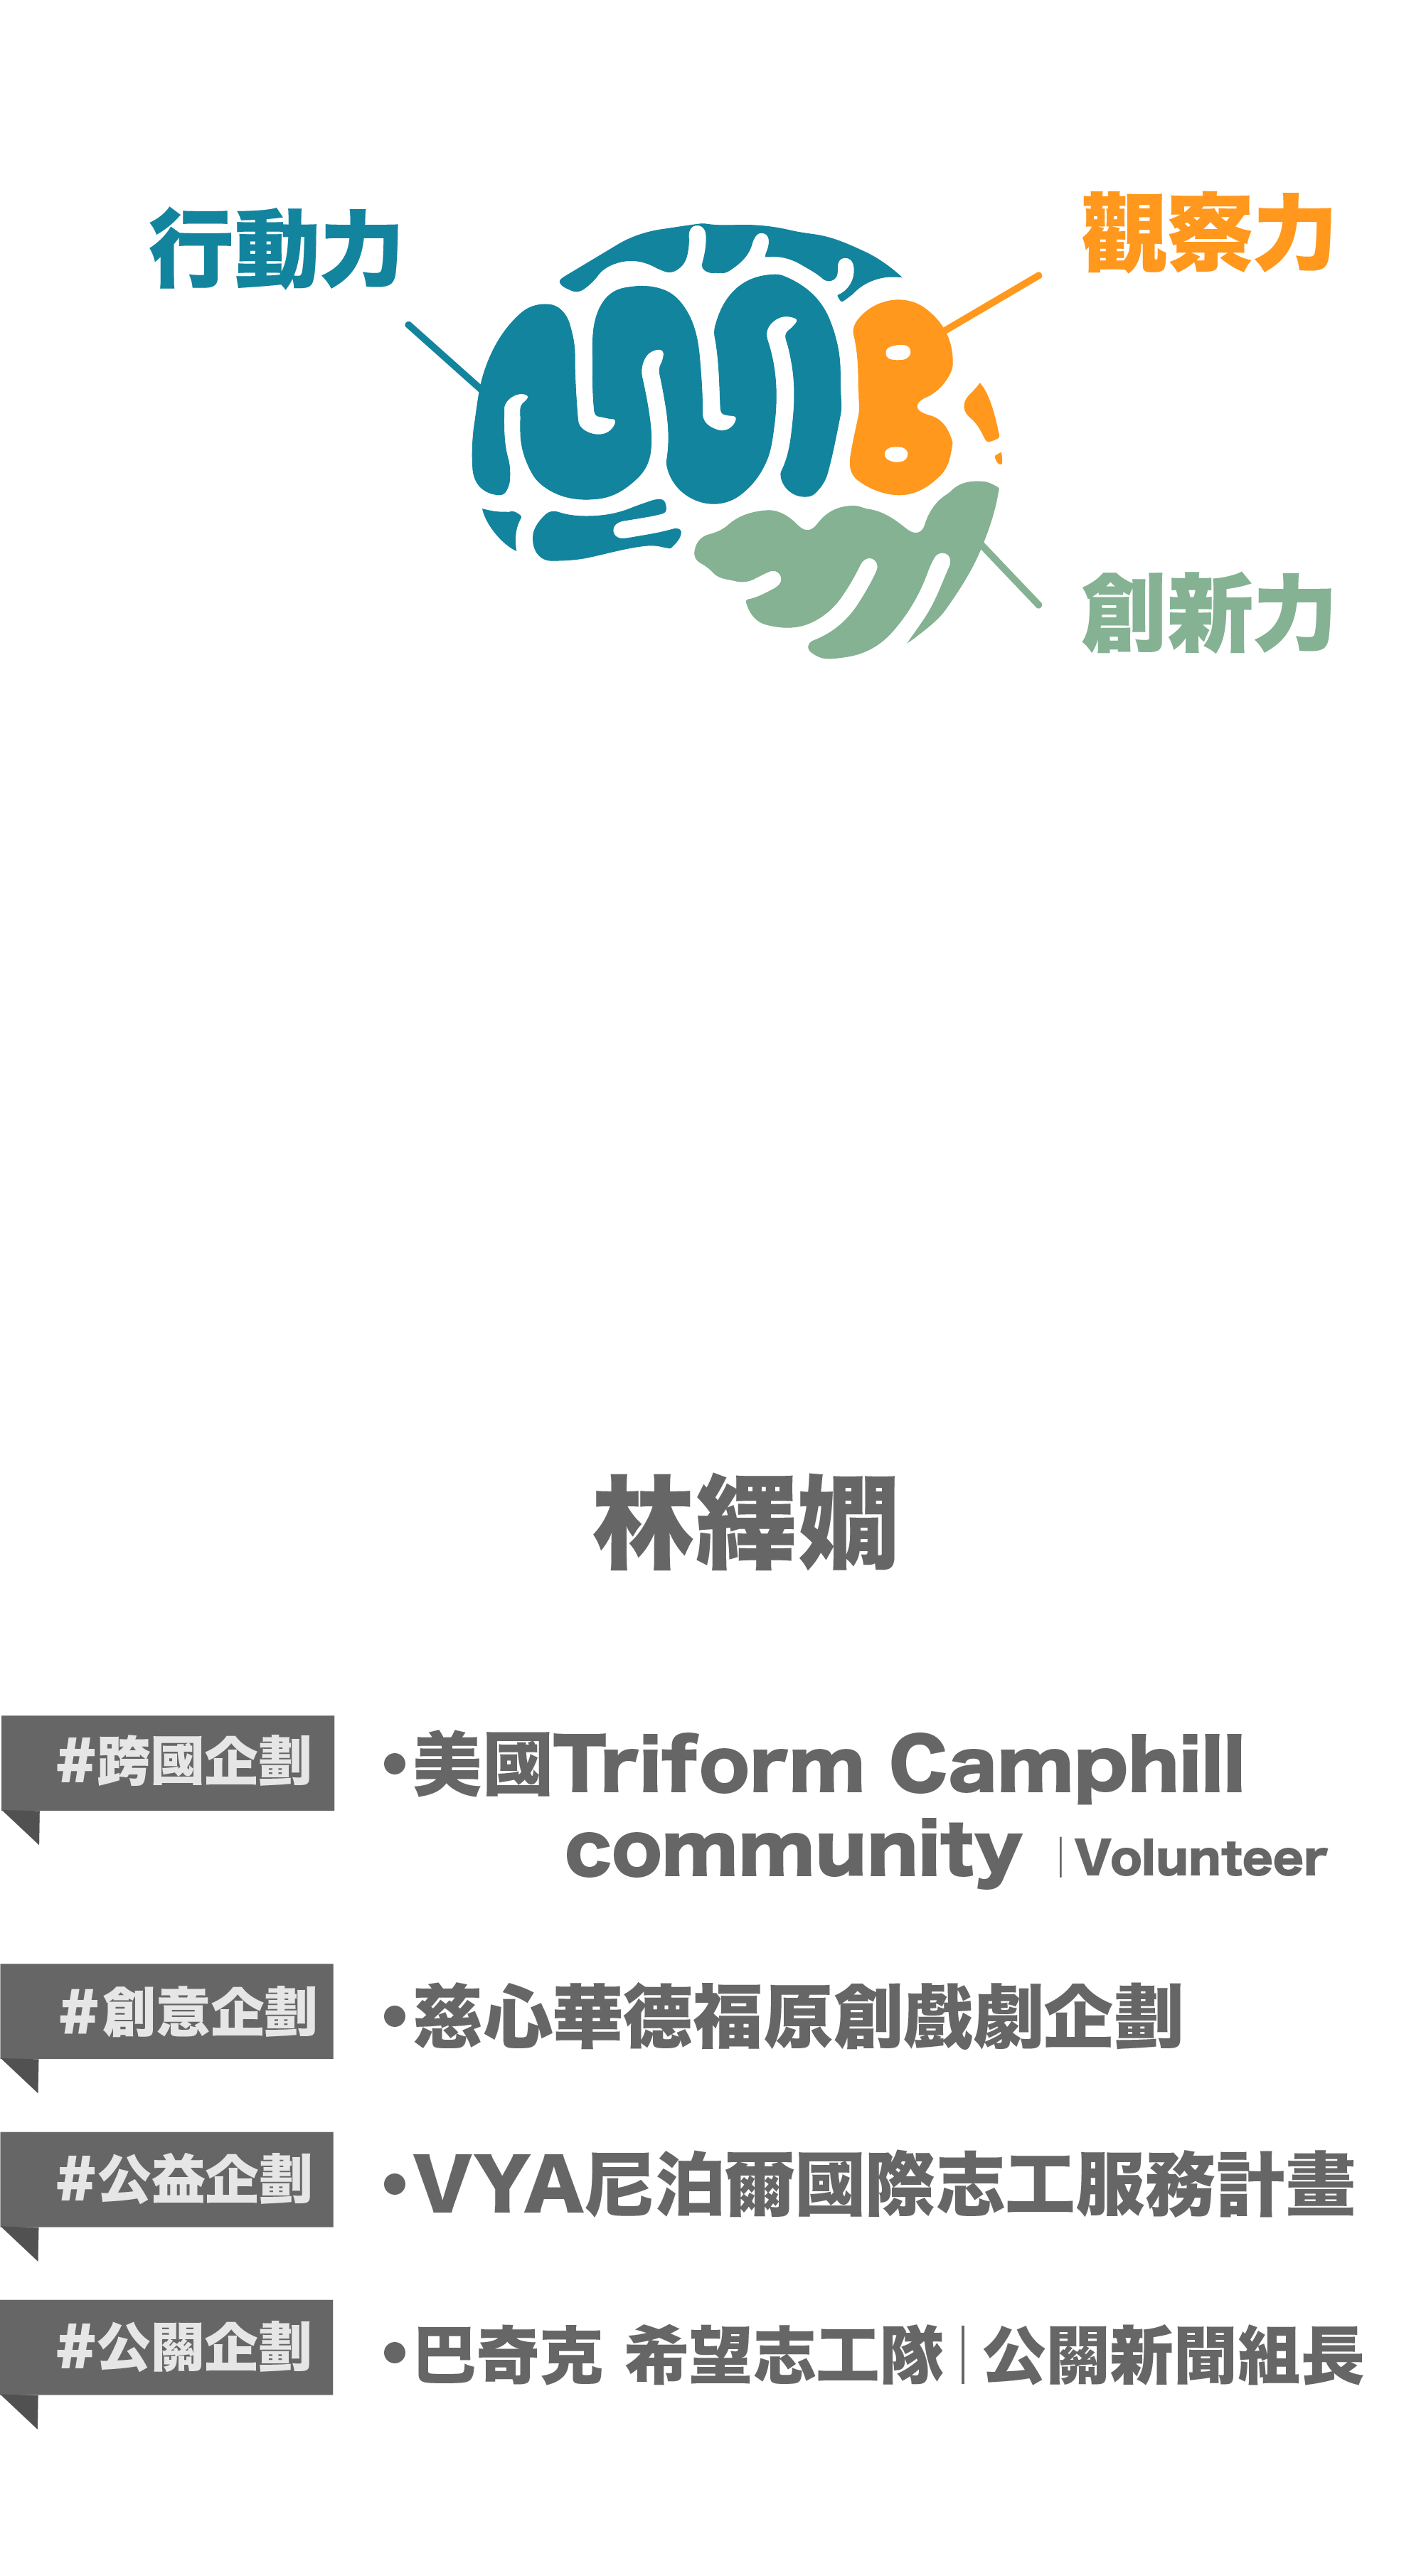 行動力
觀察力
B
創新力
林繹嫺
#跨國企劃
•美國Triform Camphill
community |Volunteer
#創意企劃
•慈心華德福原創戲劇企劃
#公益企劃
•VYA尼泊爾國際志工服務計畫
#公關企劃
•巴奇克 希望志工隊|公關新聞組長